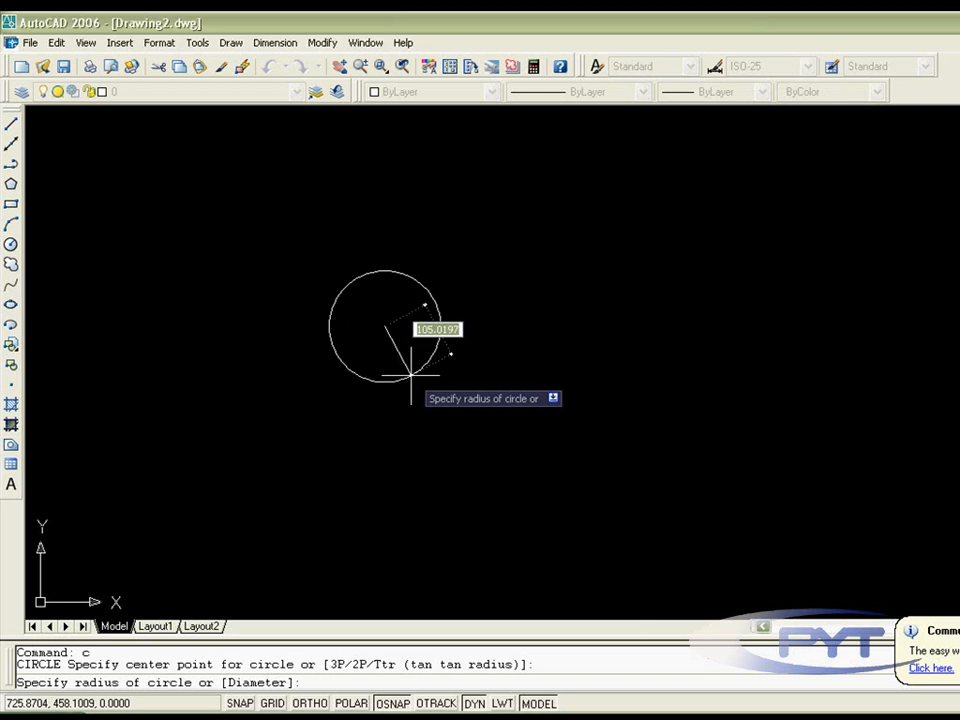 AutoCAD 2006 - [Drawing2.dwg]
File Edit View Insert Format Tools Draw Dimension Modify Window Help
Standard ISO-25 Standard
0 ByLayer ByLayer ByLayer ByColor
105.0197
Specify radius of circle or
A
Y
X
Model Layout1 Layout2
PYT
Command: c
CIRCLE Specify center point for circle or [3P/2P/Ttr (tan tan radius)]:
Specify radius of circle or [Diameter]:
Commu
The easy w
Click here.
725.8704, 458.1009, 0.0000 SNAP GRID ORTHO POLAR OSNAP OTRACK DYN LWT MODEL